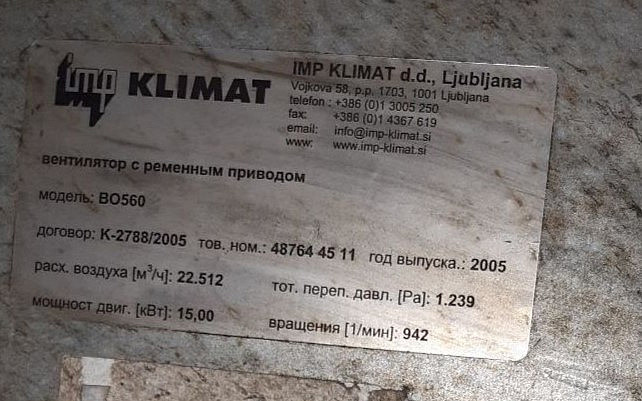 imp KLIMAT
IMP KLIMAT d.d., Ljubljana
Vojkova 58, p.p. 1703, 1001 Ljubljana
telefon : +386 (0)1 3005 250
fax: +386 (0)1 4367 619
email: info@imp-klimat.si
www: www.imp-klimat.si
вентилятор с ременным приводом
модель: BO560
договор: K-2788/2005 тов. ном.: 48764 45 11 год выпуска.: 2005
расх. воздуха [м³/ч]: 22.512 тот. переп. давл. [Pa]: 1.239
мощност двиг. [кВт]: 15,00 вращения [1/мин]: 942